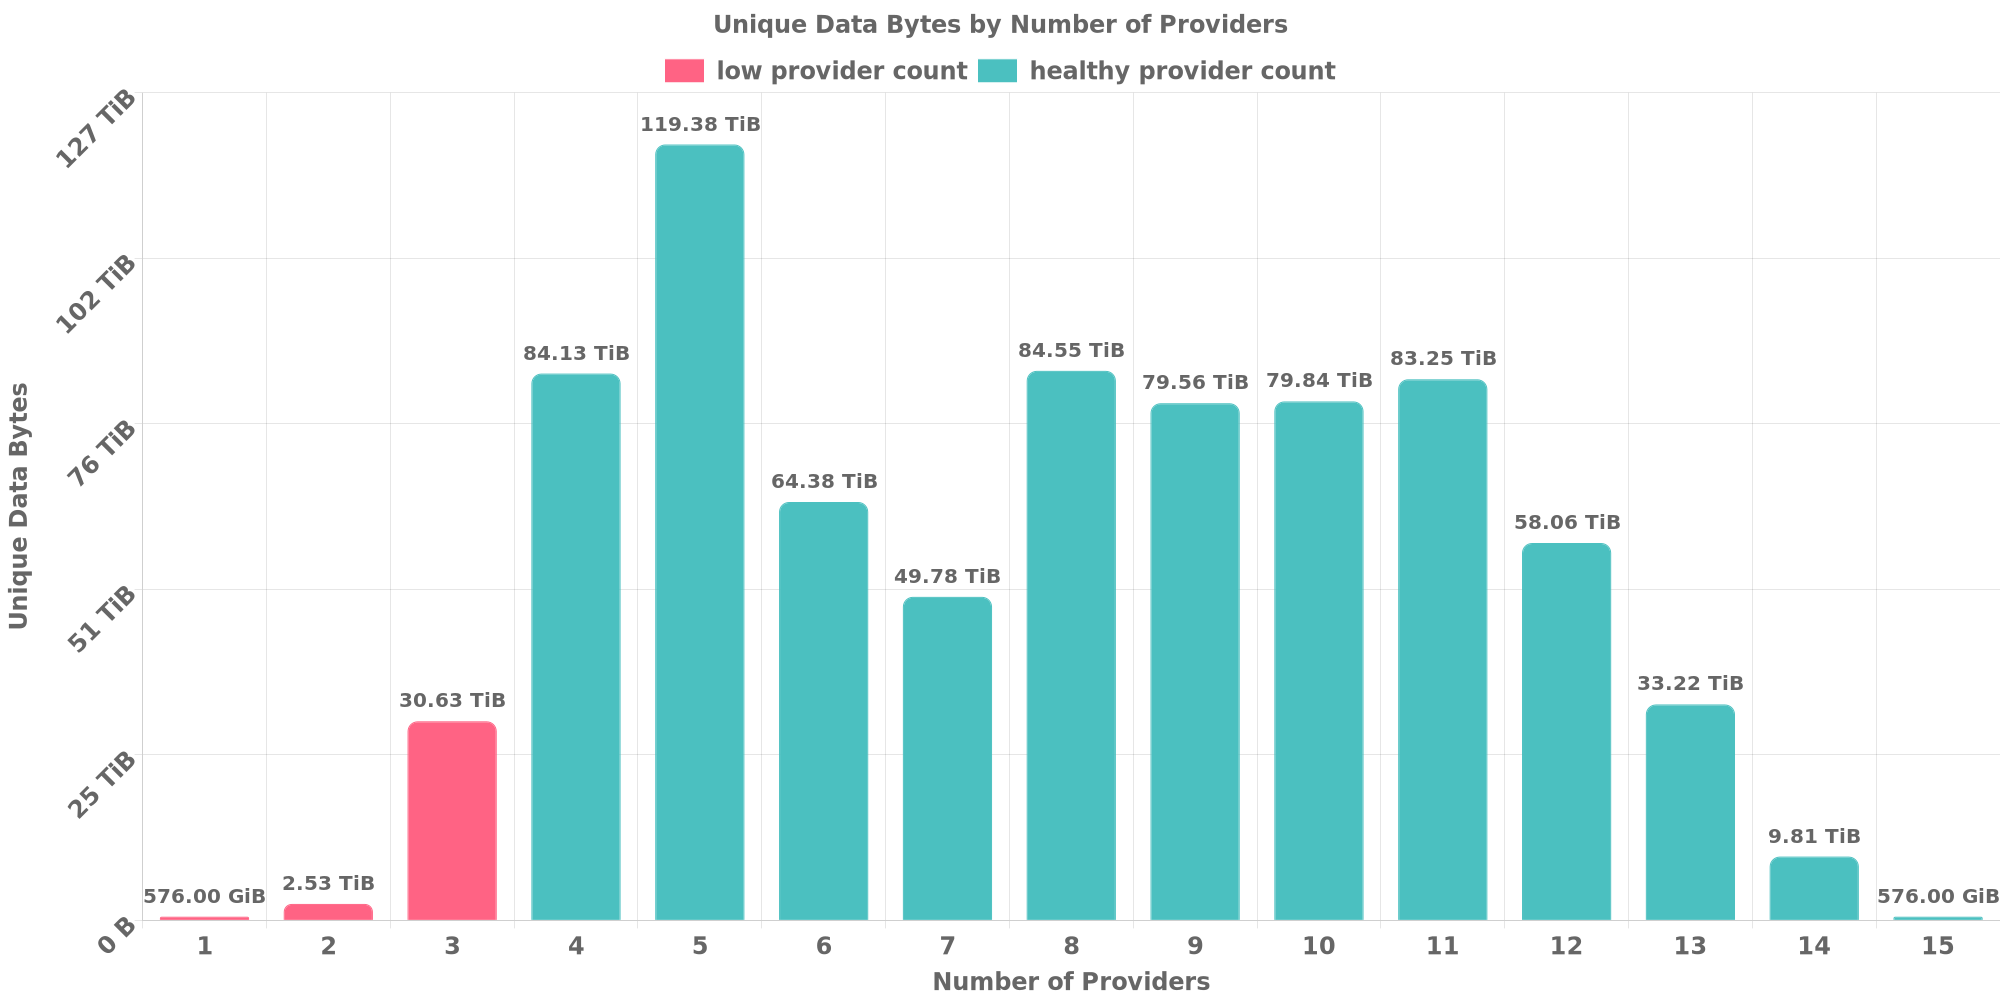 Unique Data Bytes by Number of Providers
low provider count healthy provider count
127 TiB
102 TiB
76 TiB
51 TiB
25 TiB
0 B
Unique Data Bytes
576.00 GiB
2.53 TiB
30.63 TiB
84.13 TiB
119.38 TiB
64.38 TiB
49.78 TiB
84.55 TiB
79.56 TiB
79.84 TiB
83.25 TiB
58.06 TiB
33.22 TiB
9.81 TiB
576.00 GiB
1 2 3 4 5 6 7 8 9 10 11 12 13 14 15
Number of Providers